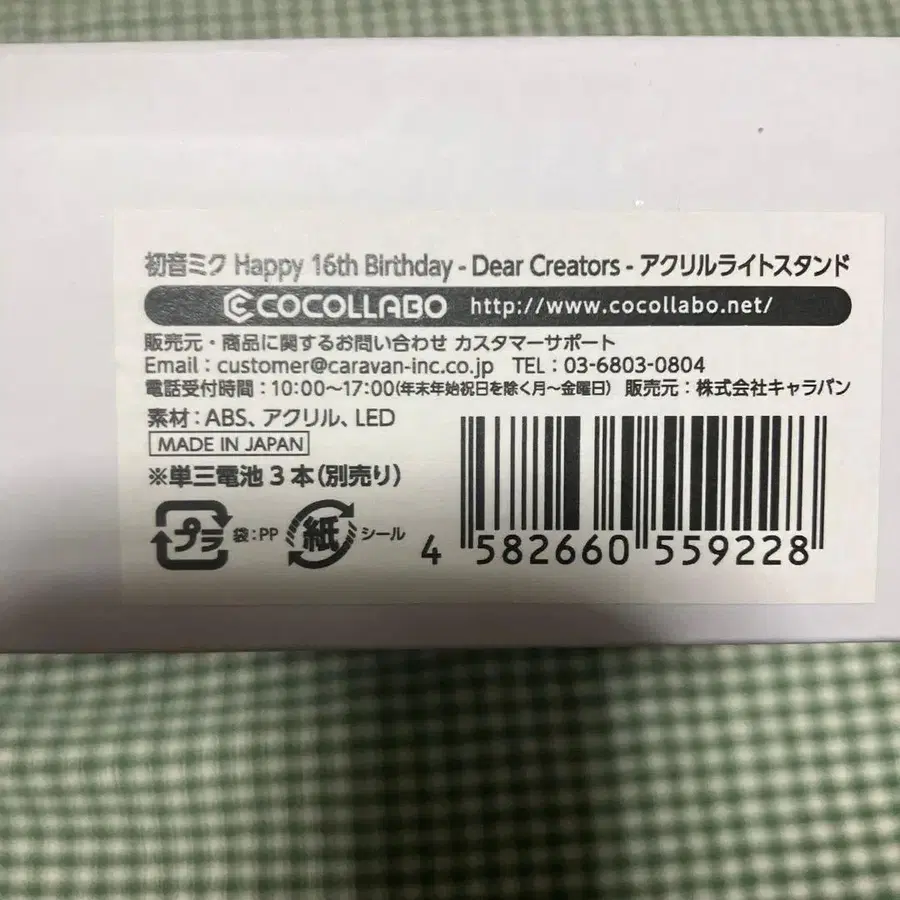 初音ミク Happy 16th Birthday - Dear Creators - アクリルライトスタンド
COCOLLABO http://www.cocollabo.net/
販売元・商品に関するお問い合わせ カスタマーサポート
Email：customer@caravan-inc.co.jp TEL：03-6803-0804
電話受付時間：10:00〜17:00(年末年始祝日を除く月〜金曜日) 販売元：株式会社キャラバン
素材：ABS、アクリル、LED
MADE IN JAPAN
※単三電池3本(別売り)
プラ 袋：PP 紙 シール
4 582660 559228